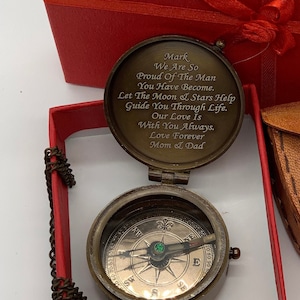 Mark
We Are So
Proud Of The Man
You Have Become.
Let The Moon & Stars Help
Guide You Through Life.
Our Love Is
With You Always.
Love Forever
Mom & Dad
E